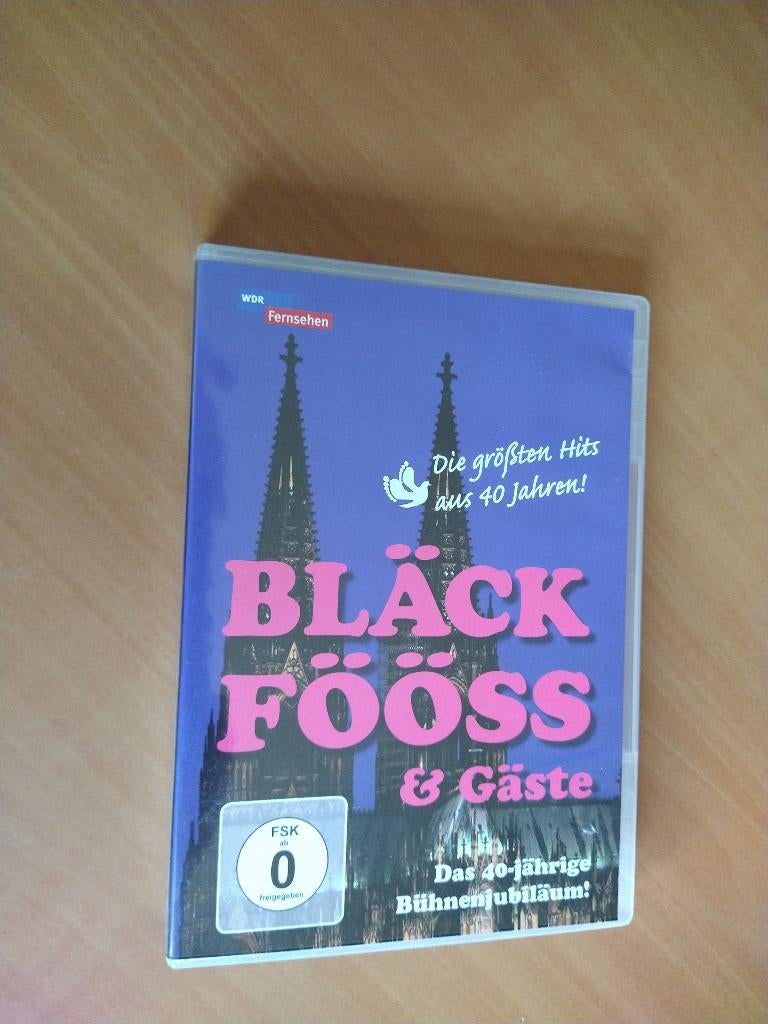 WDR
Fernsehen
Die größten Hits
aus 40 Jahren!
BLÄCK
FÖÖSS
& Gäste
FSK
ab
0
freigegeben
Das 40-jährige
Bühnenjubiläum!